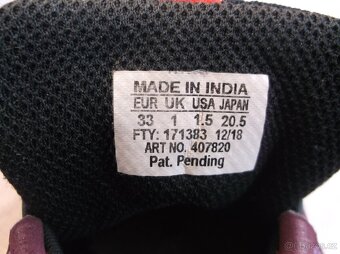 MADE IN INDIA
EUR UK USA JAPAN
33 1 1.5 20.5
FTY: 171383 12/18
ART NO. 407820
Pat. Pending